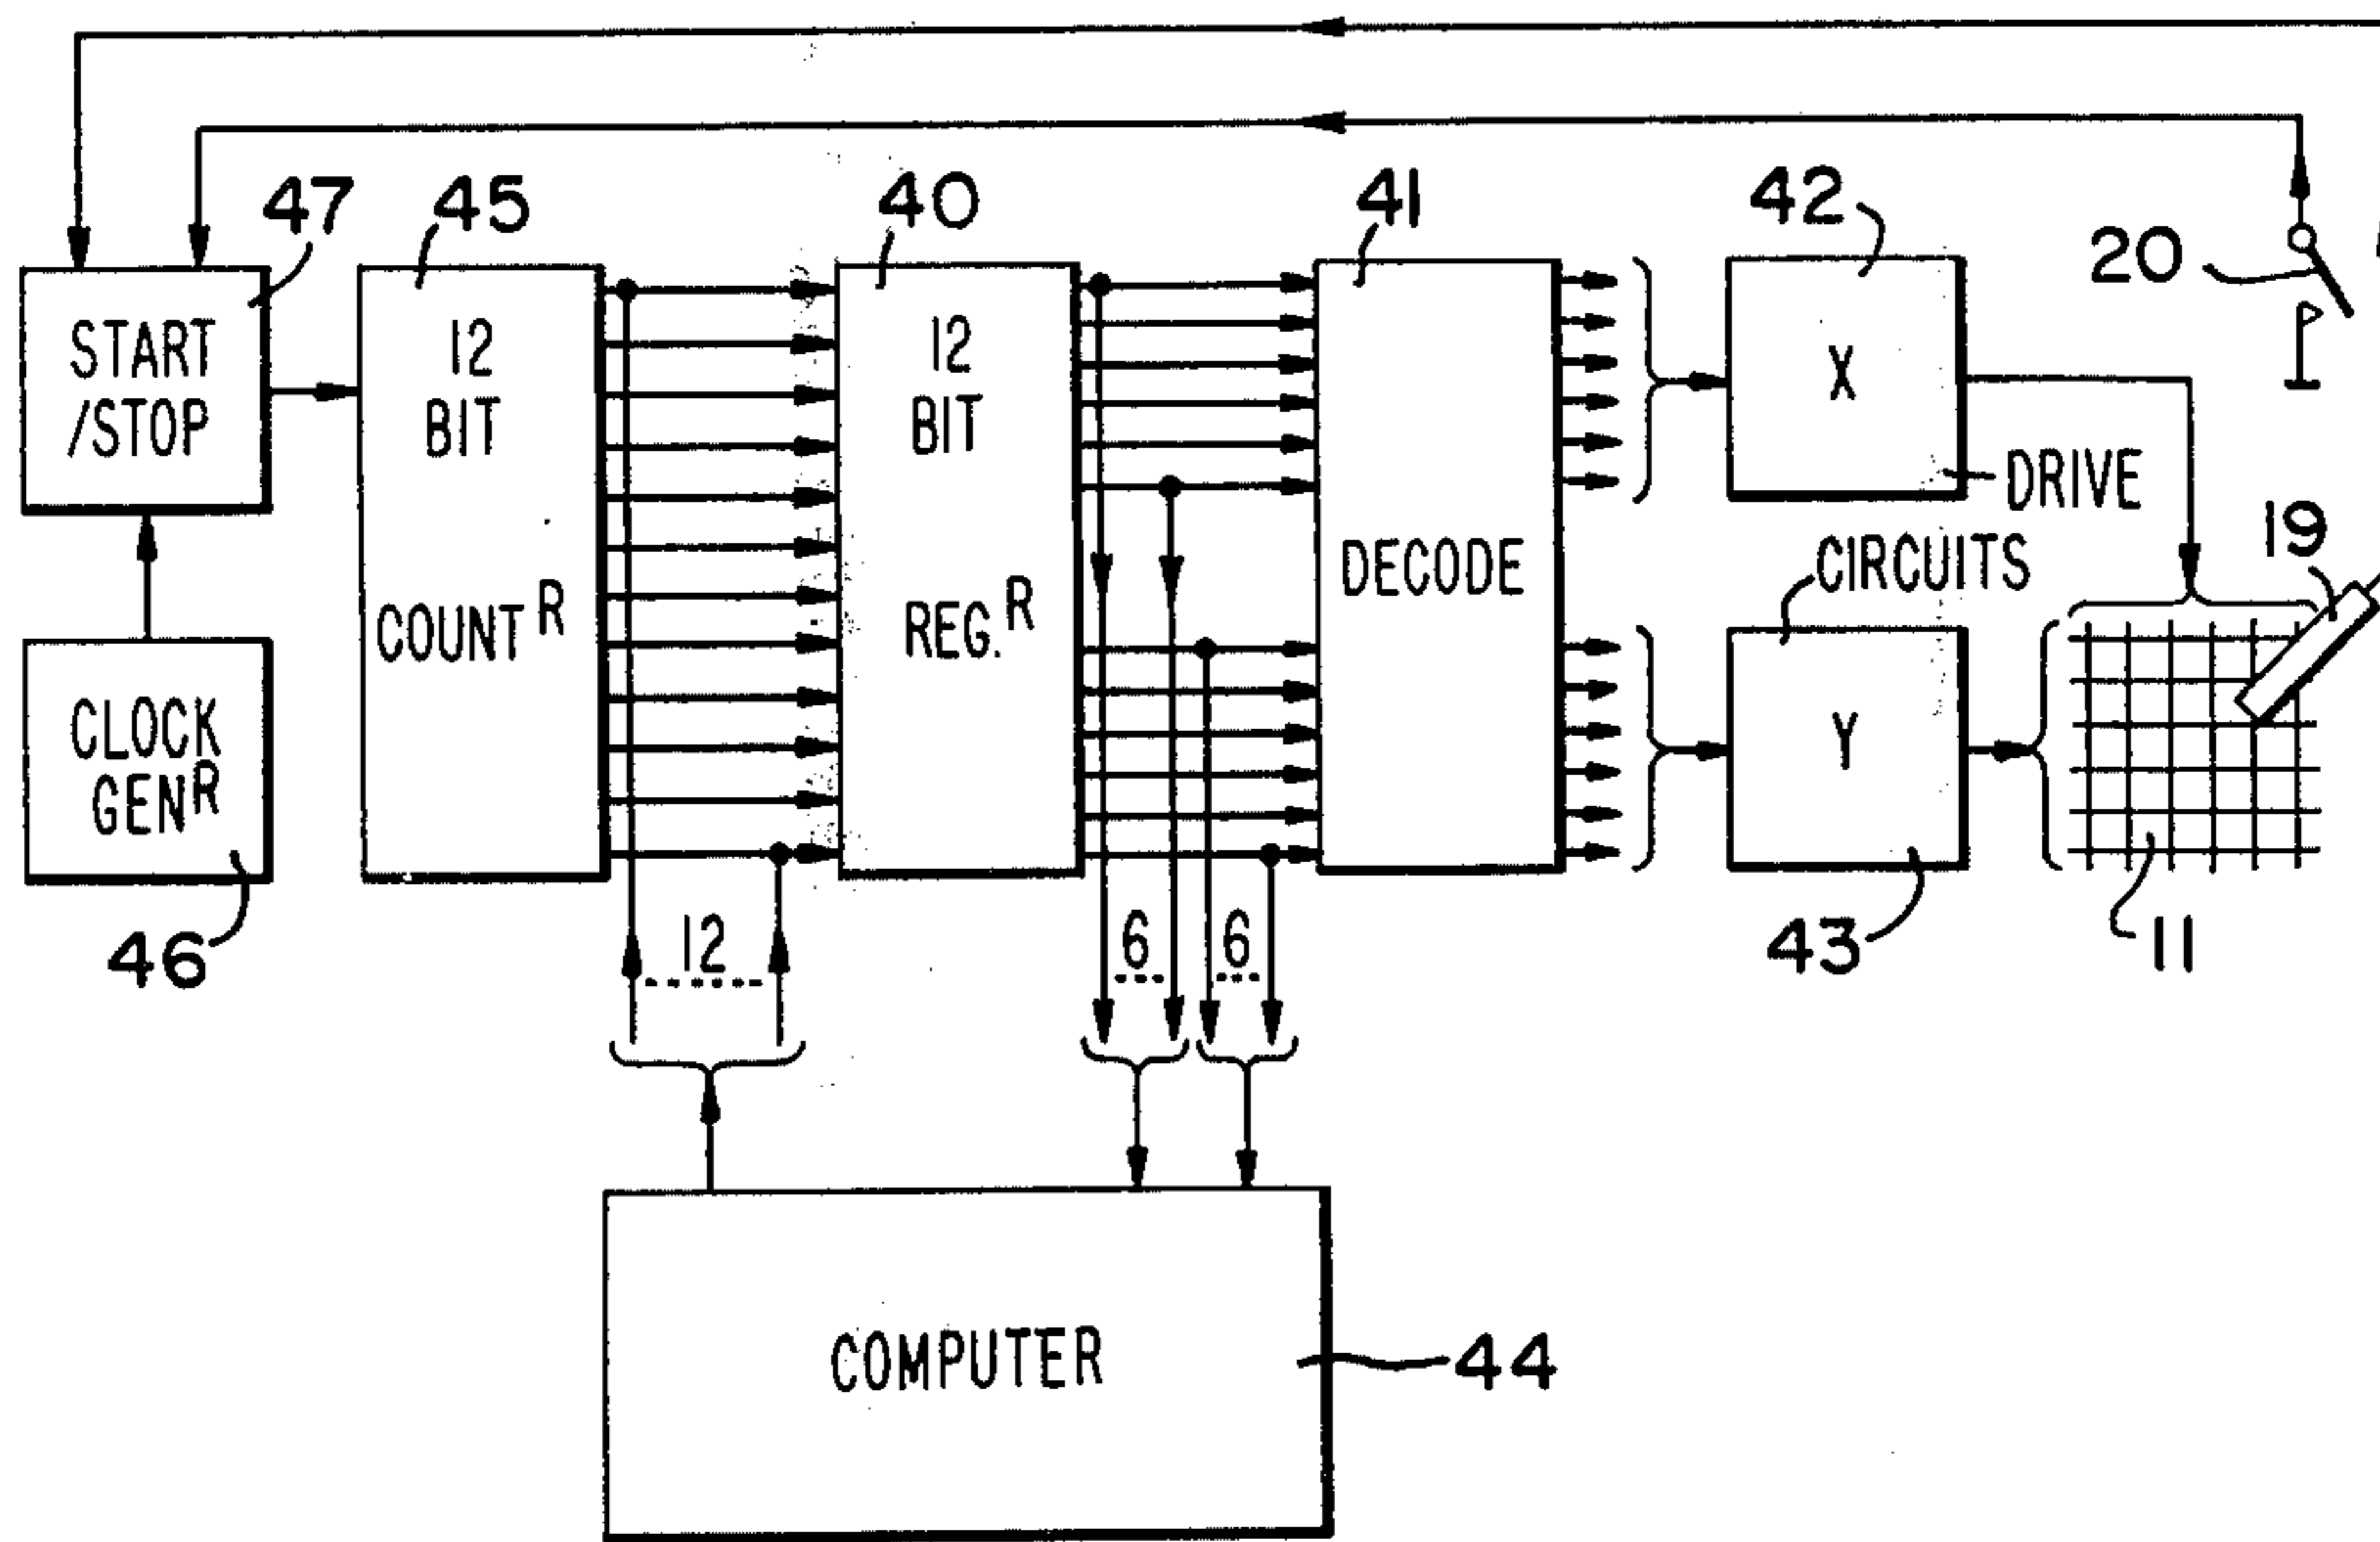 47
45
40
41
42
20
START
/STOP
12
BIT
COUNTR
12
BIT
REG.R
DECODE
X
DRIVE
CIRCUITS
19
CLOCK
GENR
Y
46
12
6
6
43
11
COMPUTER
44